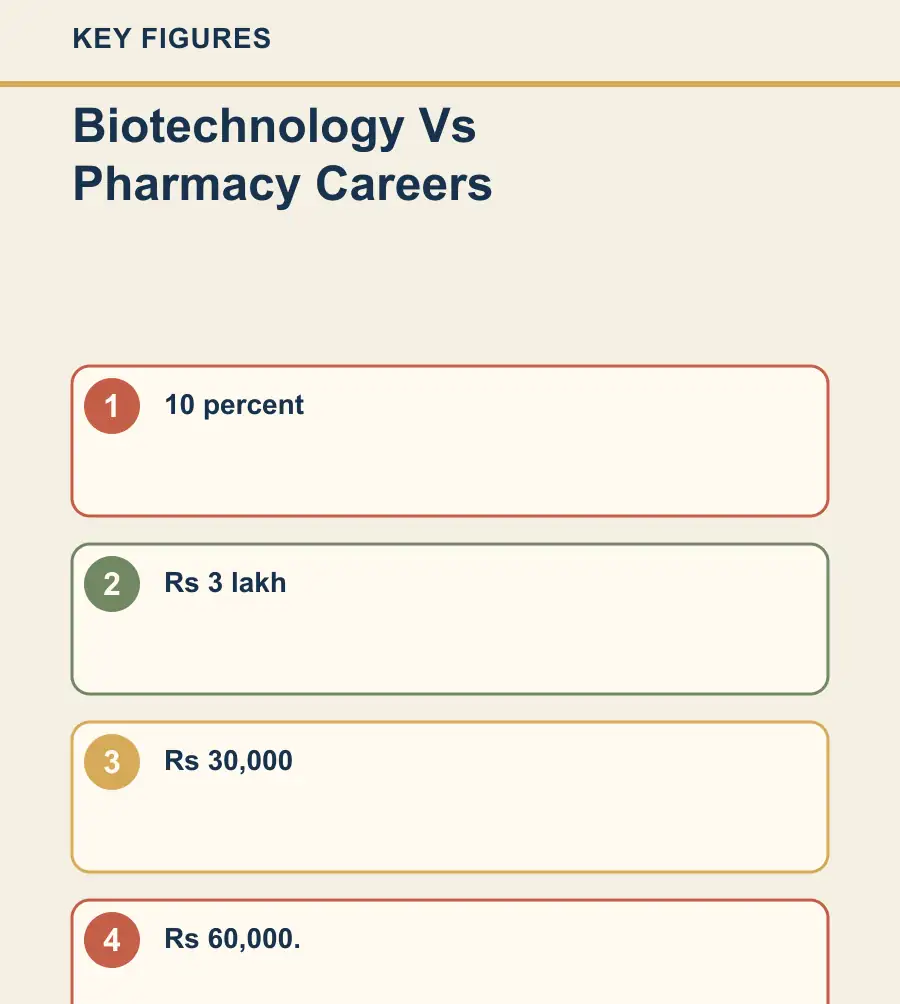 KEY FIGURES
Biotechnology Vs
Pharmacy Careers
1 10 percent
2 Rs 3 lakh
3 Rs 30,000
4 Rs 60,000.